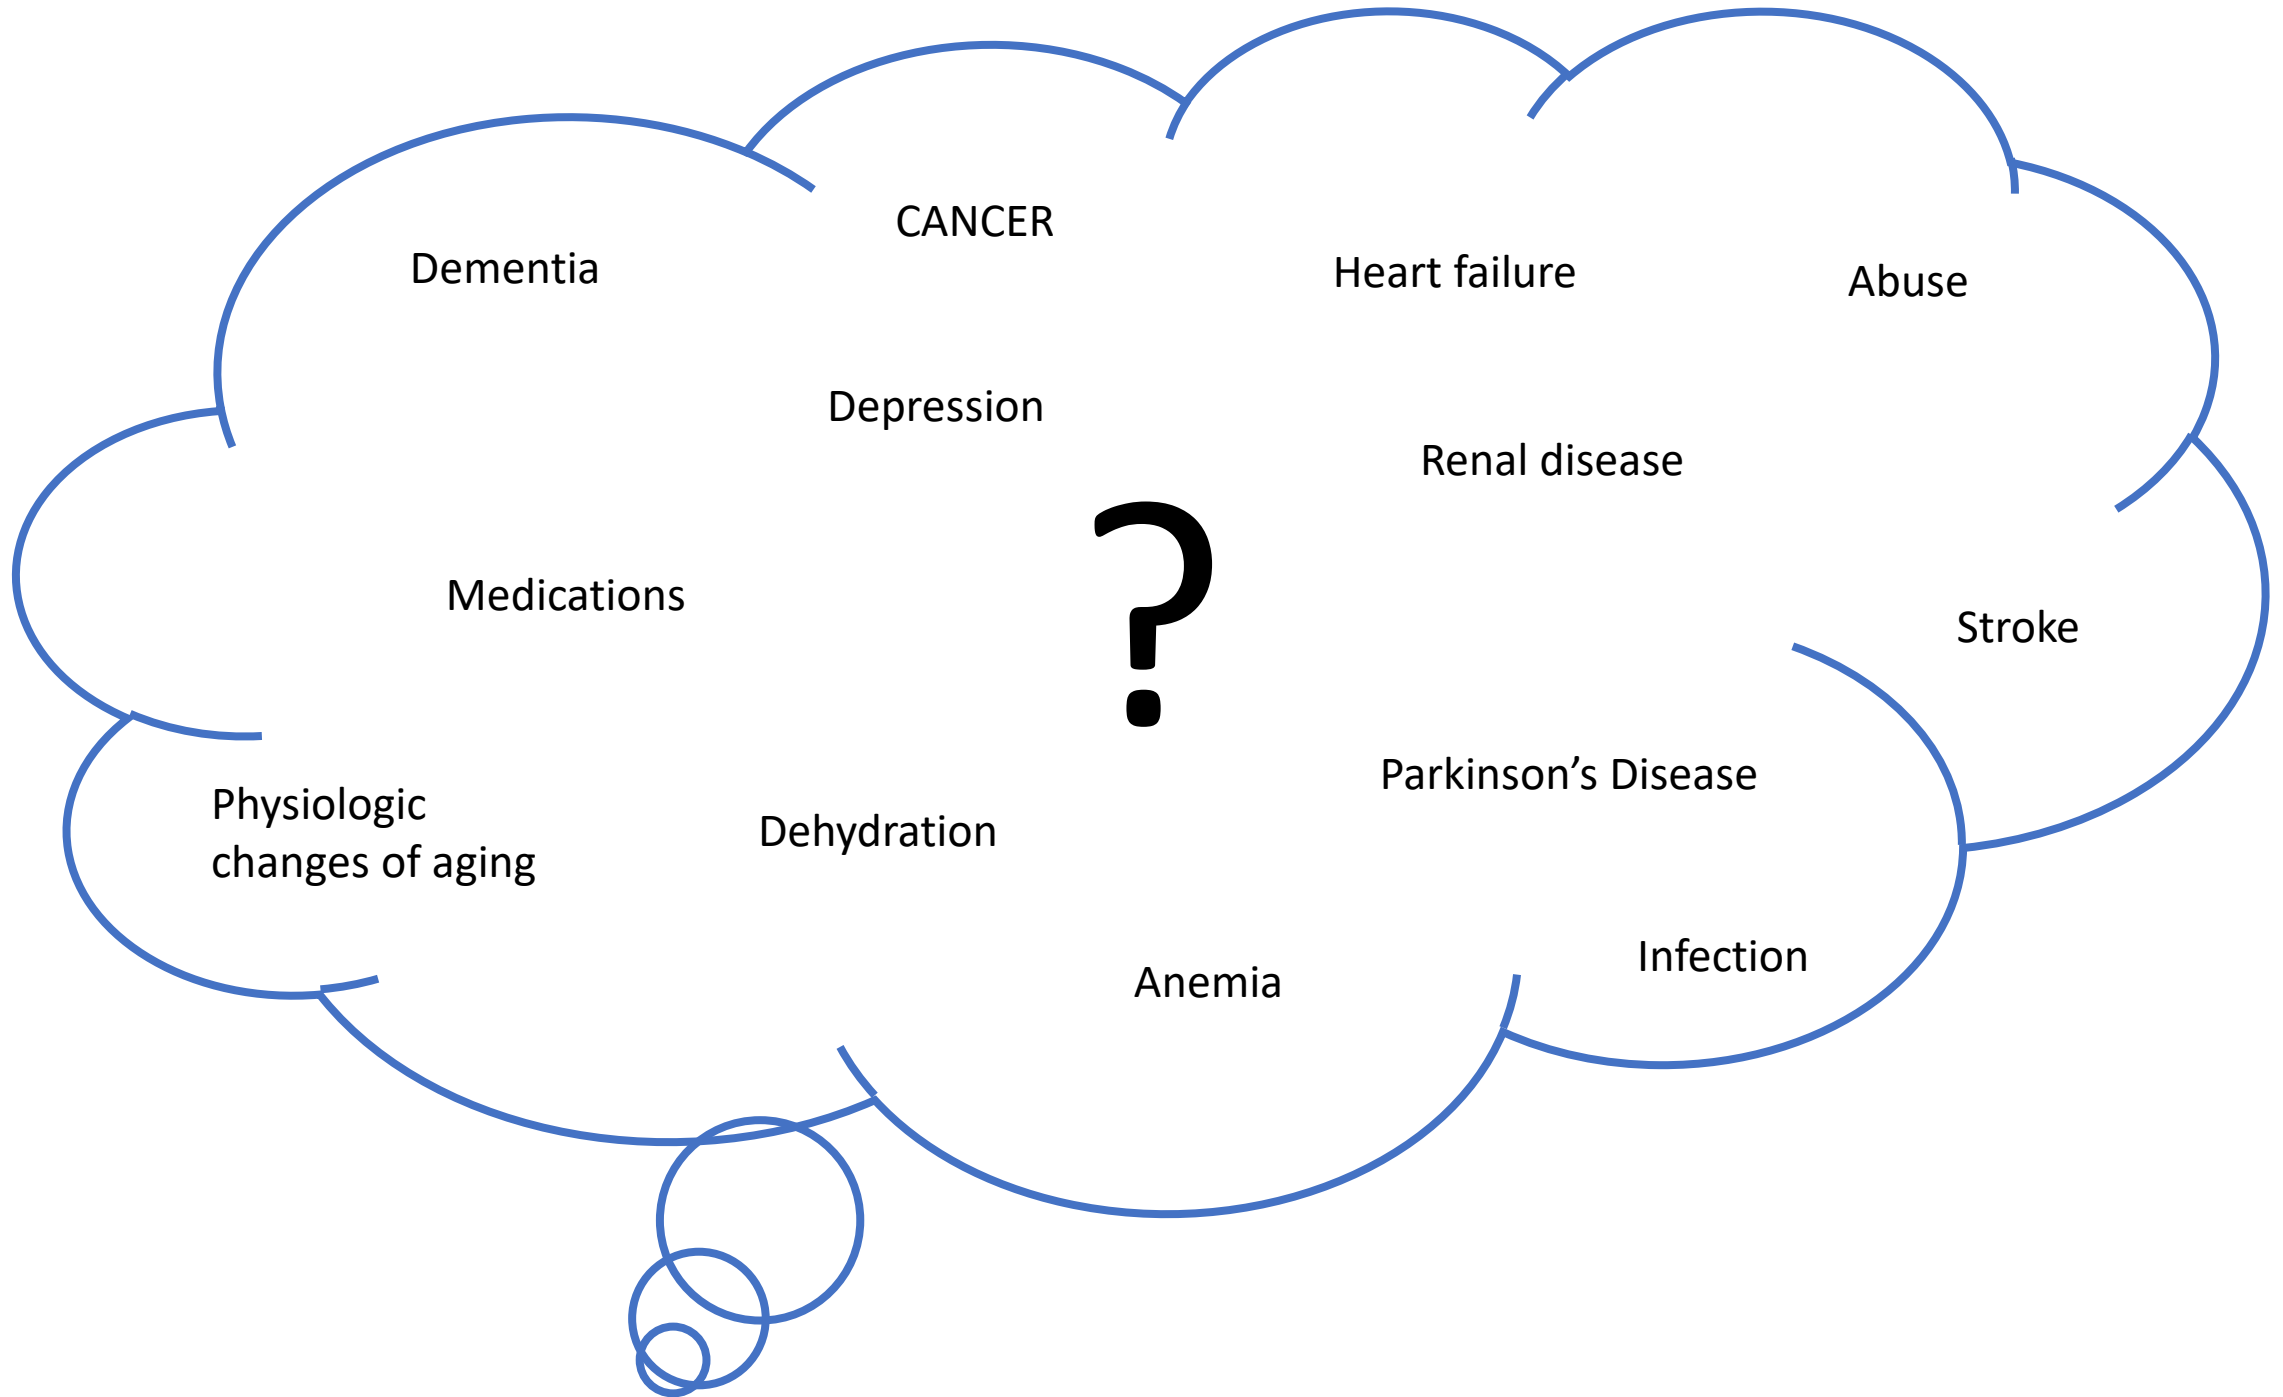 CANCER
Dementia
Heart failure
Abuse
Depression
Renal disease
?
Medications
Stroke
Parkinson’s Disease
Physiologic
changes of aging
Dehydration
Infection
Anemia